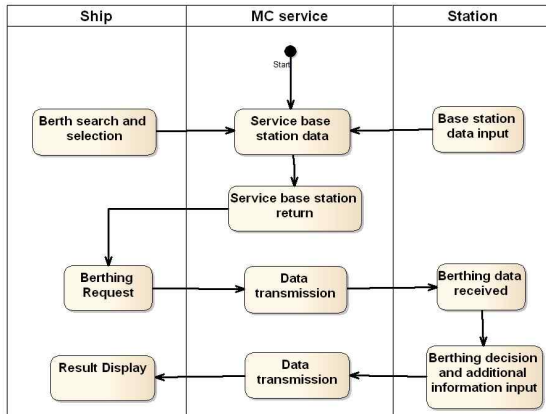 Ship
MC service
Station
Start
Berth search and
selection
Service base
station data
Base station
data input
Service base station
return
Berthing
Request
Data
transmission
Berthing data
received
Result Display
Data
transmission
Berthing decision
and additional
information input